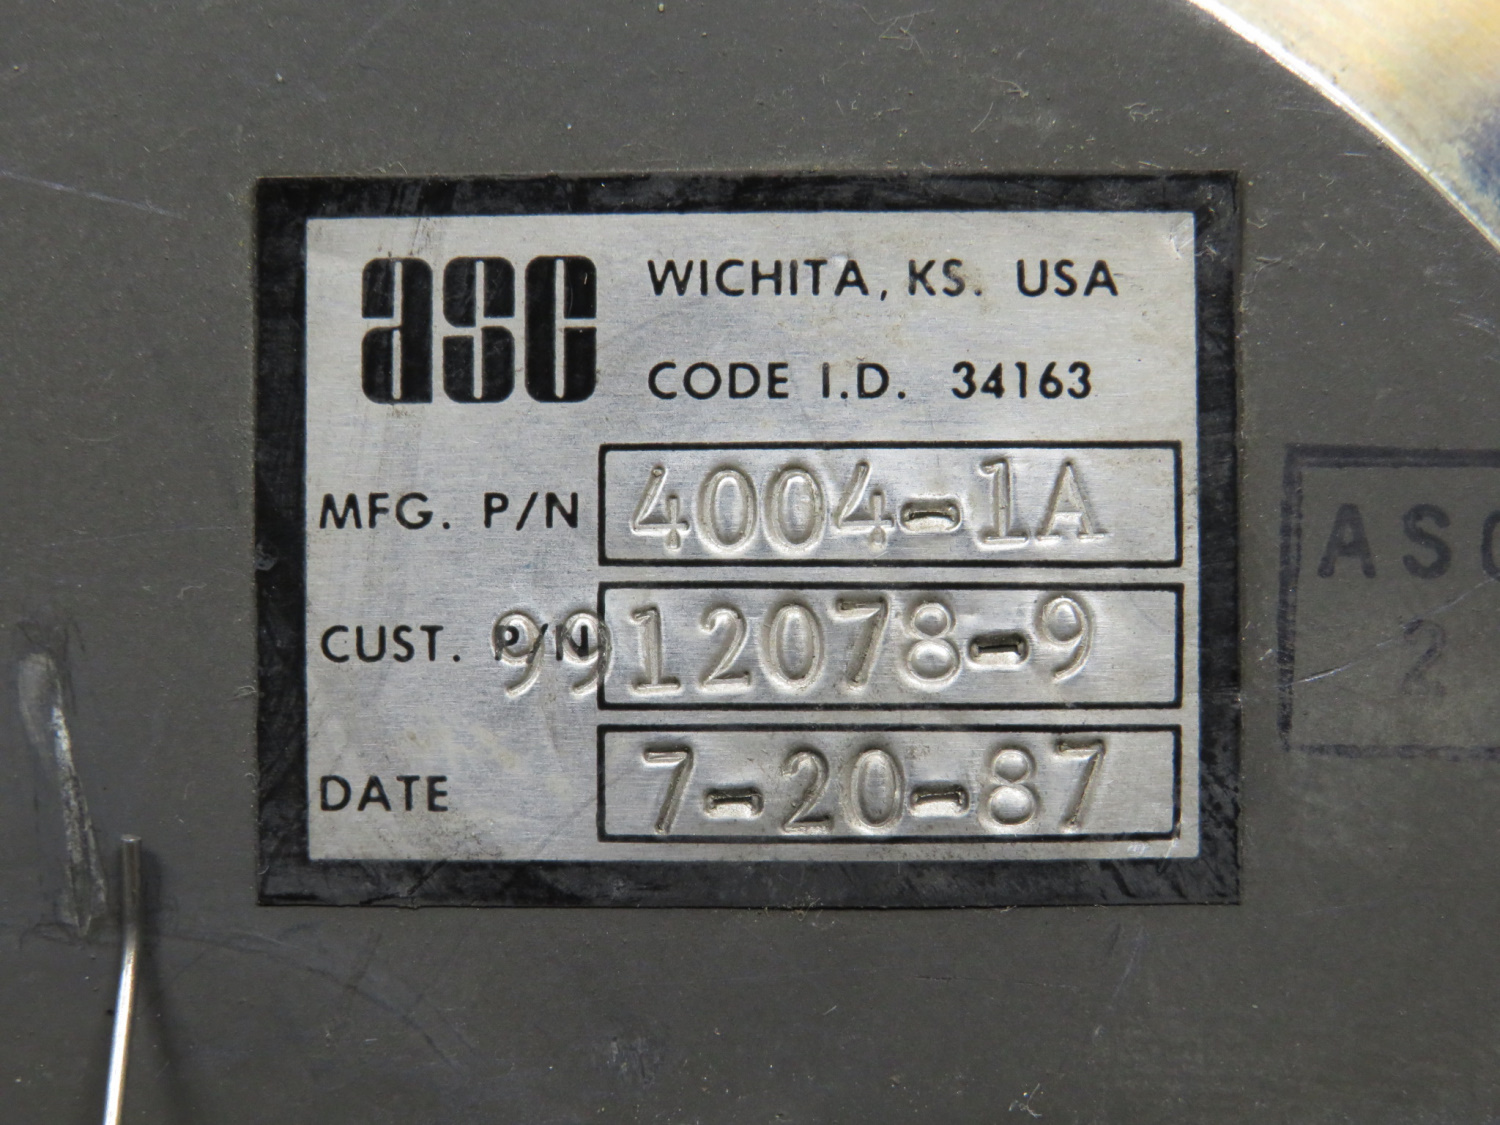 asc WICHITA, KS. USA
CODE I.D. 34163
MFG. P/N 4004-1A
CUST. P/N 9912078-9
DATE 7-20-87
ASC
2